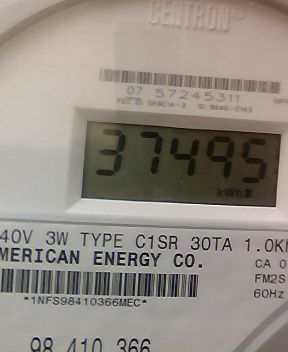 CENTRON
07 57245311
37495
kWh
40V 3W TYPE C1SR 30TA 1.0K
MERICAN ENERGY CO.
CA 0
FM2S
60Hz
*1NFS98410366MEC*
98 410 366